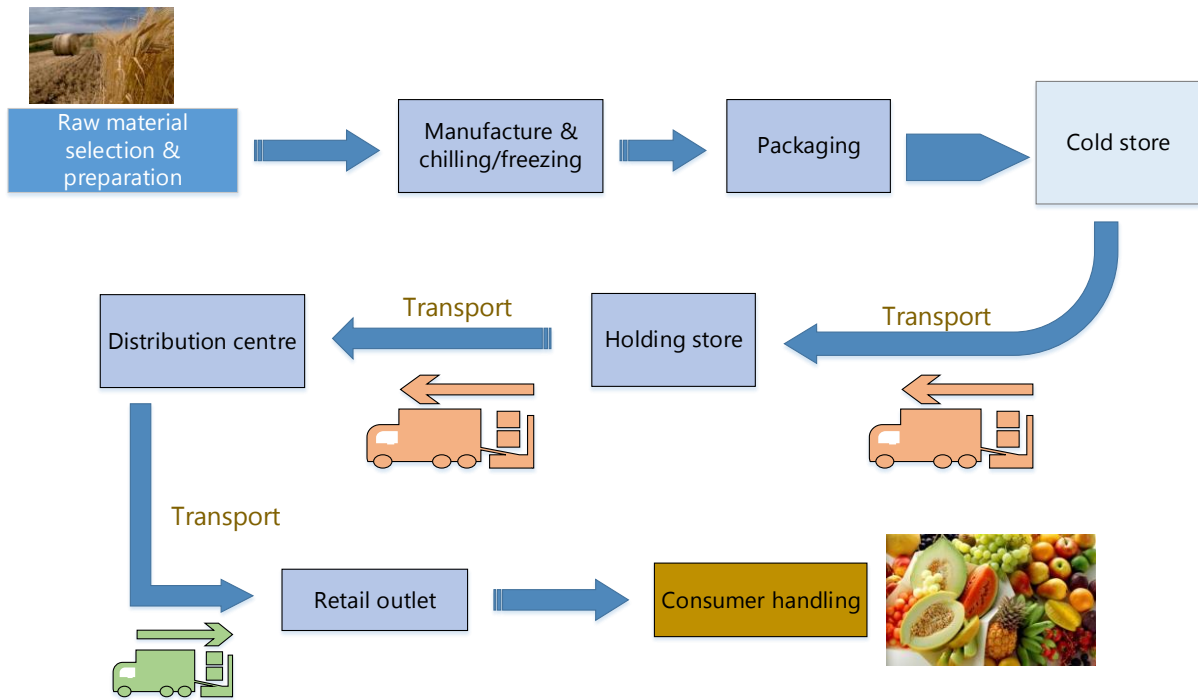 Raw material
selection &
preparation
Manufacture &
chilling/freezing
Packaging
Cold store
Transport
Holding store
Transport
Distribution centre
Transport
Retail outlet
Consumer handling